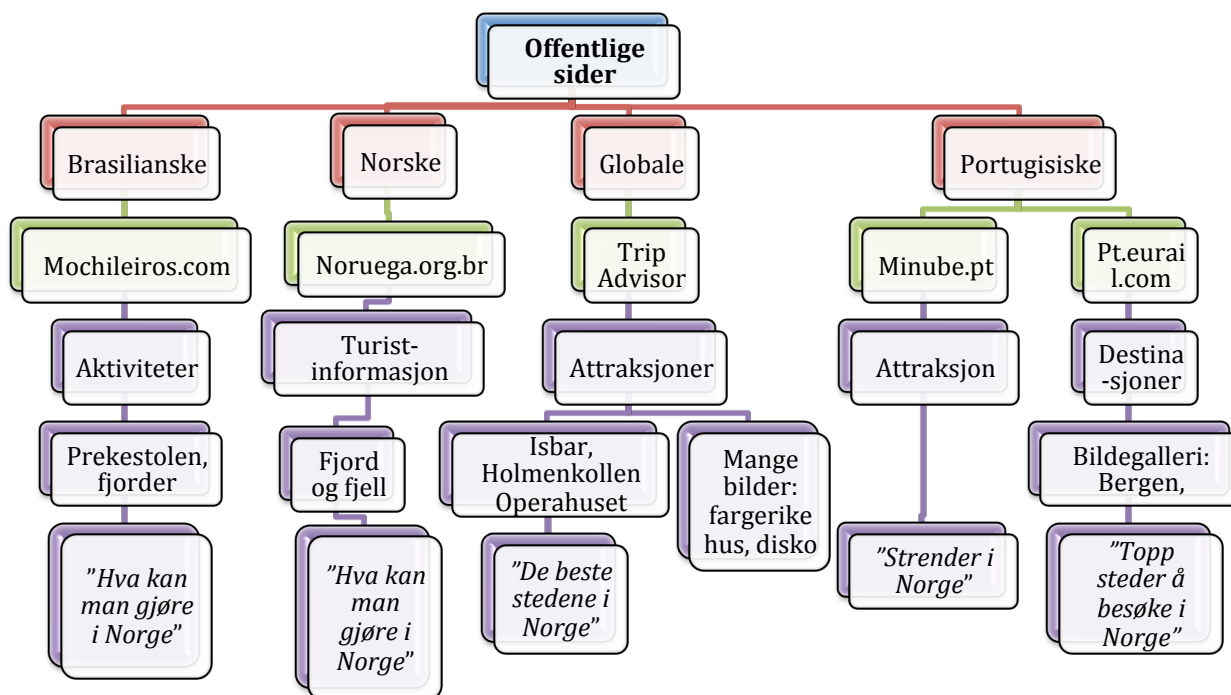 Offentlige
sider
Brasilianske
Norske
Globale
Portugisiske
Mochileiros.com
Noruega.org.br
Trip
Advisor
Minube.pt
Pt.eurai
l.com
Aktiviteter
Turist-
informasjon
Attraksjoner
Attraksjon
Destina
-sjoner
Prekestolen,
fjorder
Fjord
og fjell
Isbar,
Holmenkollen
Operahuset
Mange
bilder:
fargerike
hus, disko
Bildegalleri:
Bergen,
”Hva kan
man gjøre
i Norge”
”Hva kan
man
gjøre i
Norge”
”De beste
stedene i
Norge”
”Strender i
Norge”
”Topp
steder å
besøke i
Norge”